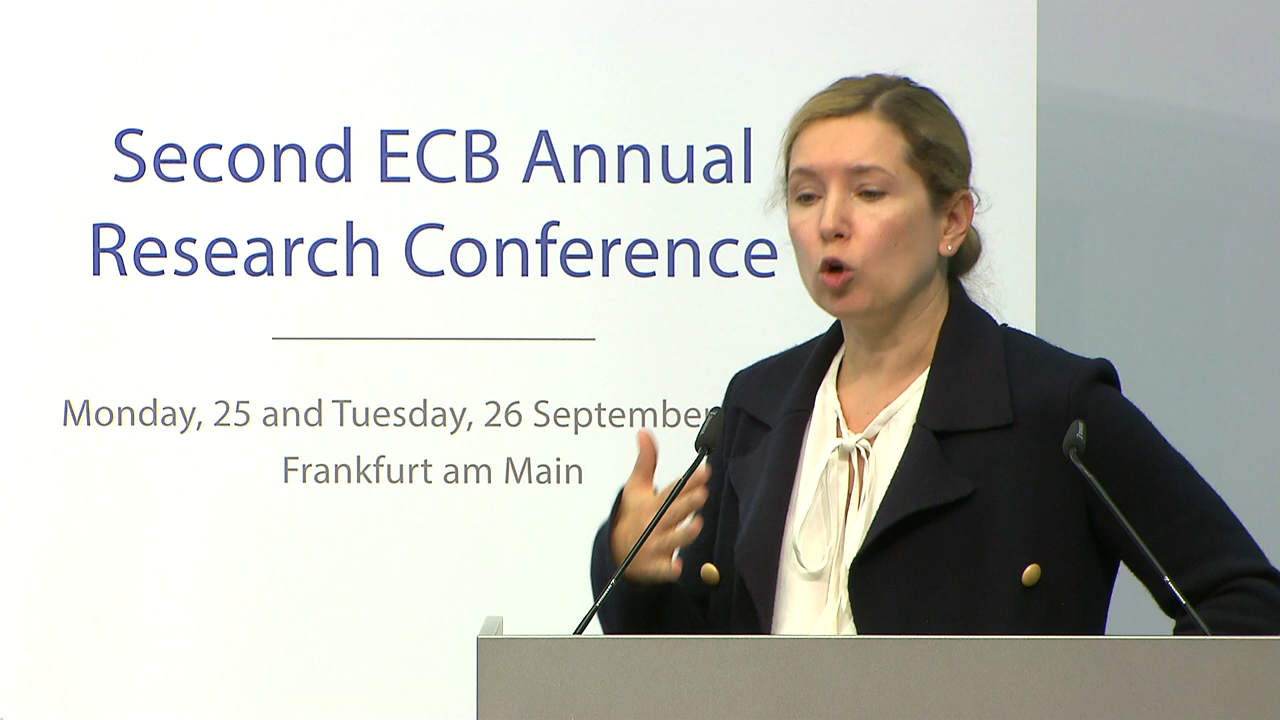 Second ECB Annual
Research Conference
Monday, 25 and Tuesday, 26 September
Frankfurt am Main